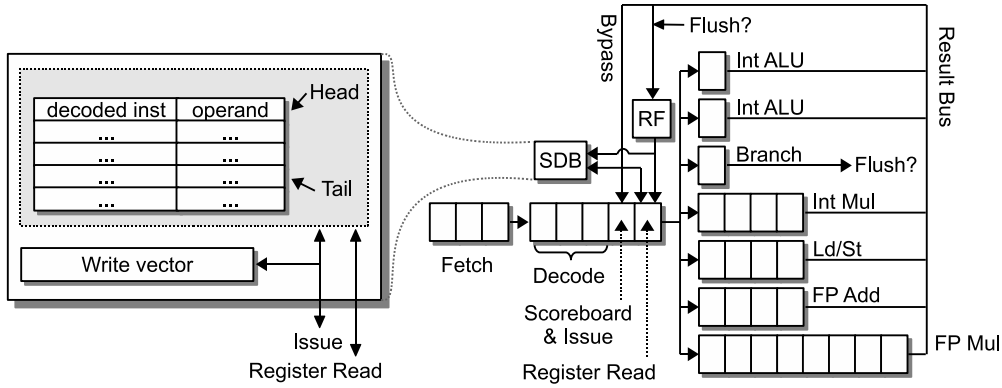 decoded inst operand
... ...
... ...
... ...
... ...
Head
Tail
Write vector
Issue
Register Read
SDB
RF
Bypass
Flush?
Result Bus
Fetch
Decode
Scoreboard
& Issue
Register Read
Int ALU
Int ALU
Branch
Flush?
Int Mul
Ld/St
FP Add
FP Mul